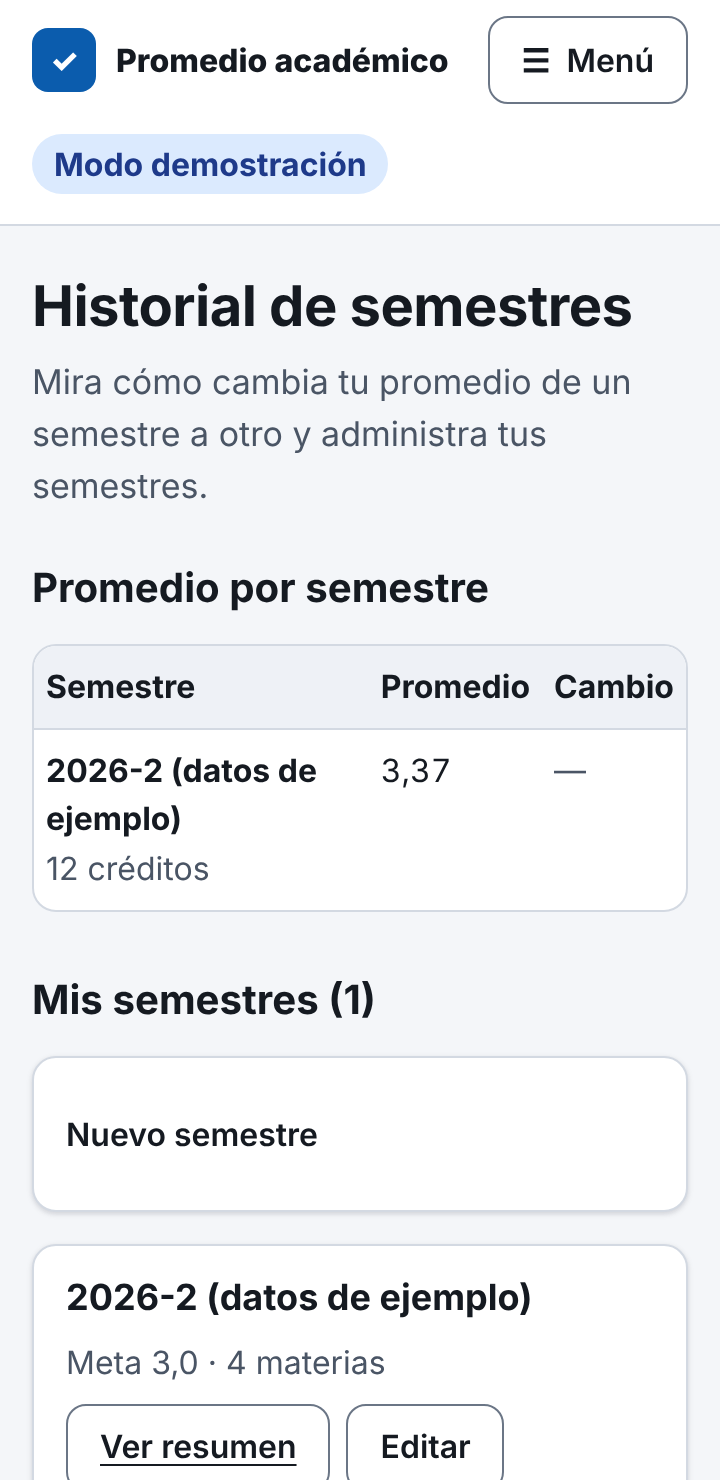 Promedio académico
☰ Menú
Modo demostración
Historial de semestres
Mira cómo cambia tu promedio de un
semestre a otro y administra tus
semestres.
Promedio por semestre
Semestre Promedio Cambio
2026-2 (datos de 3,37 —
ejemplo)
12 créditos
Mis semestres (1)
Nuevo semestre
2026-2 (datos de ejemplo)
Meta 3,0 · 4 materias
Ver resumen Editar